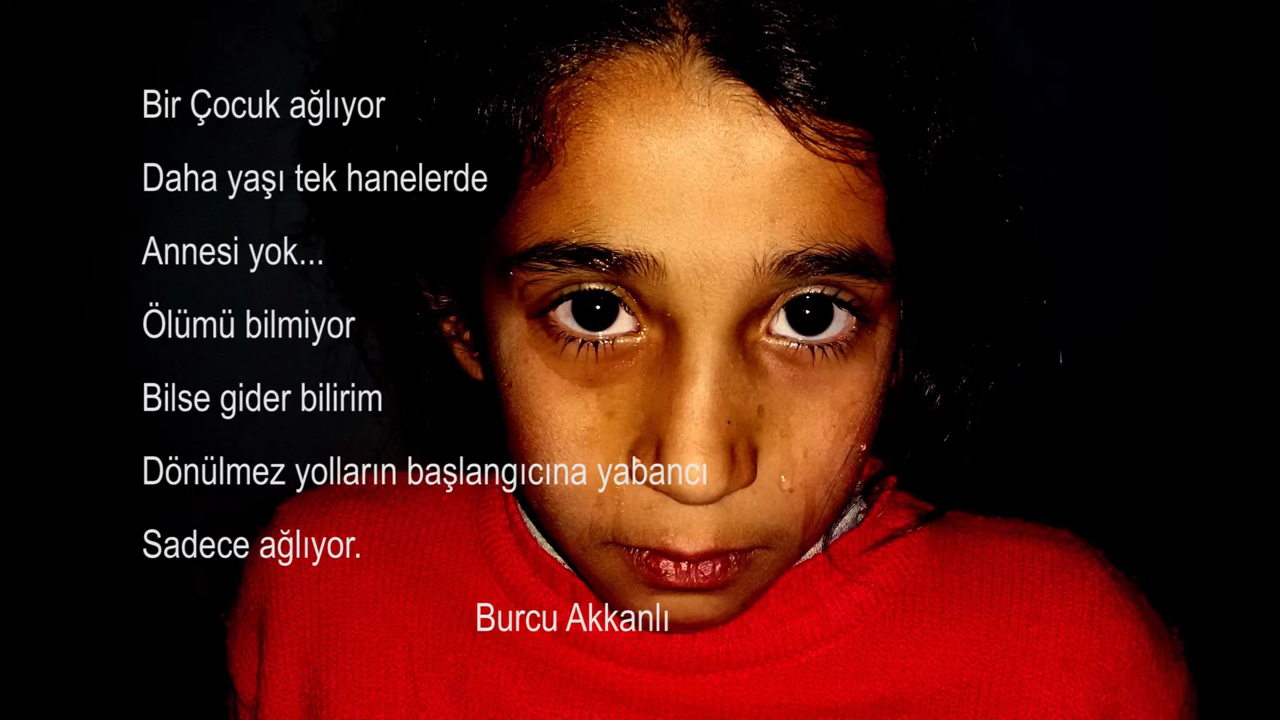 Bir Çocuk ağlıyor
Daha yaşı tek hanelerde
Annesi yok...
Ölümü bilmiyor
Bilse gider bilirim
Dönülmez yolların başlangıcına yabancı
Sadece ağlıyor.
Burcu Akkanlı